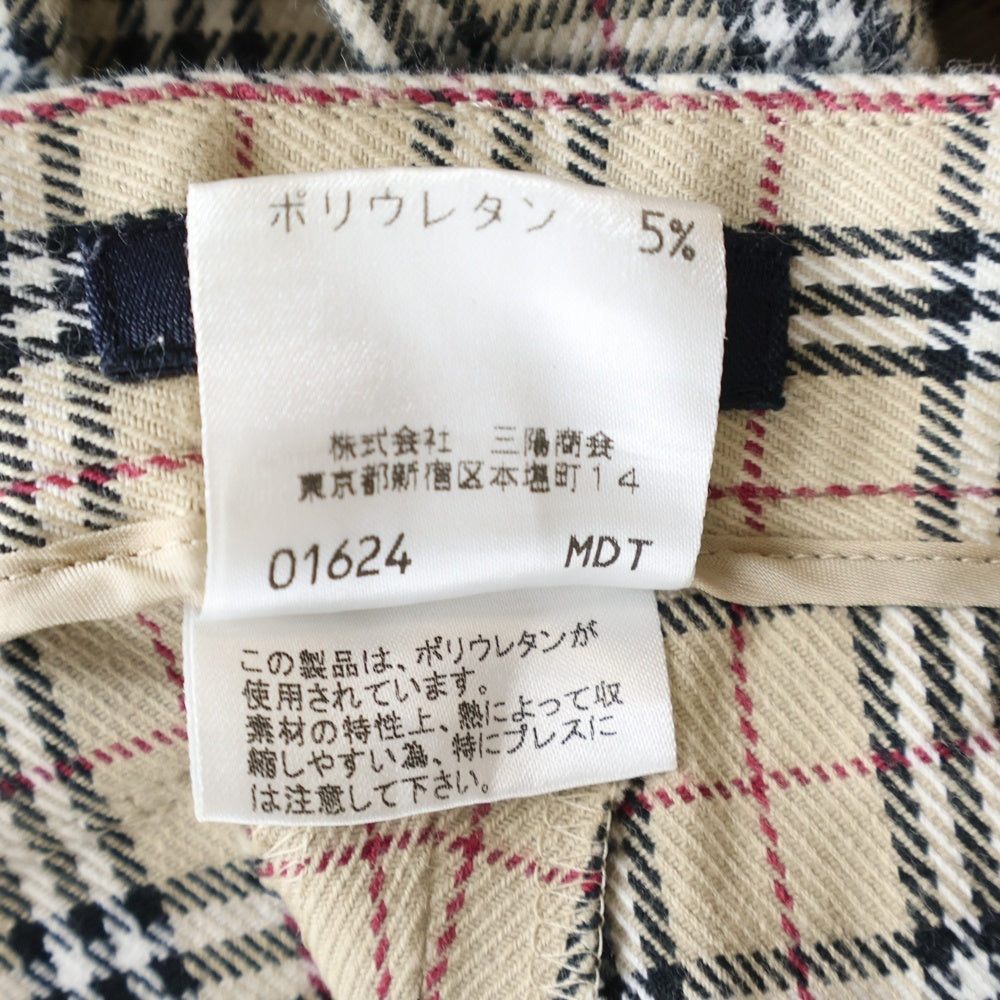 ポリウレタン 5%
株式会社 三陽商会
東京都新宿区本塩町14
01624 MDT
この製品は、ポリウレタンが
使用されています。
素材の特性上、熱によって収
縮しやすい為、特にプレスに
は注意して下さい。